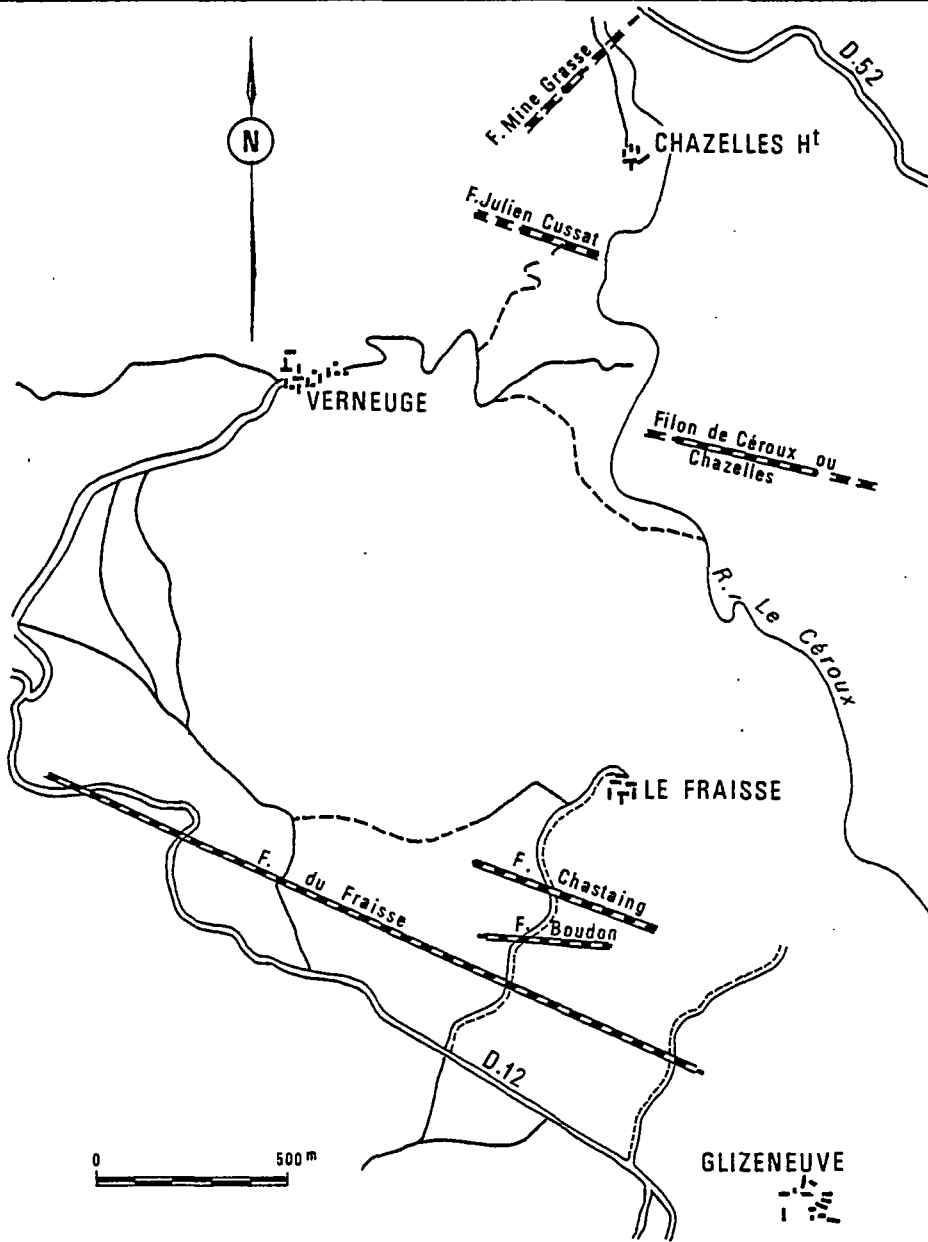 D.52
F. Mine Grasse
N
CHAZELLES Ht
F. Julien Cussat
VERNEUGE
Filon de Céroux ou
Chazelles
R. Le Céroux
LE FRAISSE
F. du Fraisse
F. Chastaing
F. Boudon
D.12
0 500 m
GLIZENEUVE